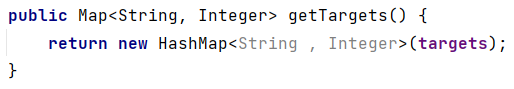 public Map<String, Integer> getTargets() {
    return new HashMap<String , Integer>(targets);
}